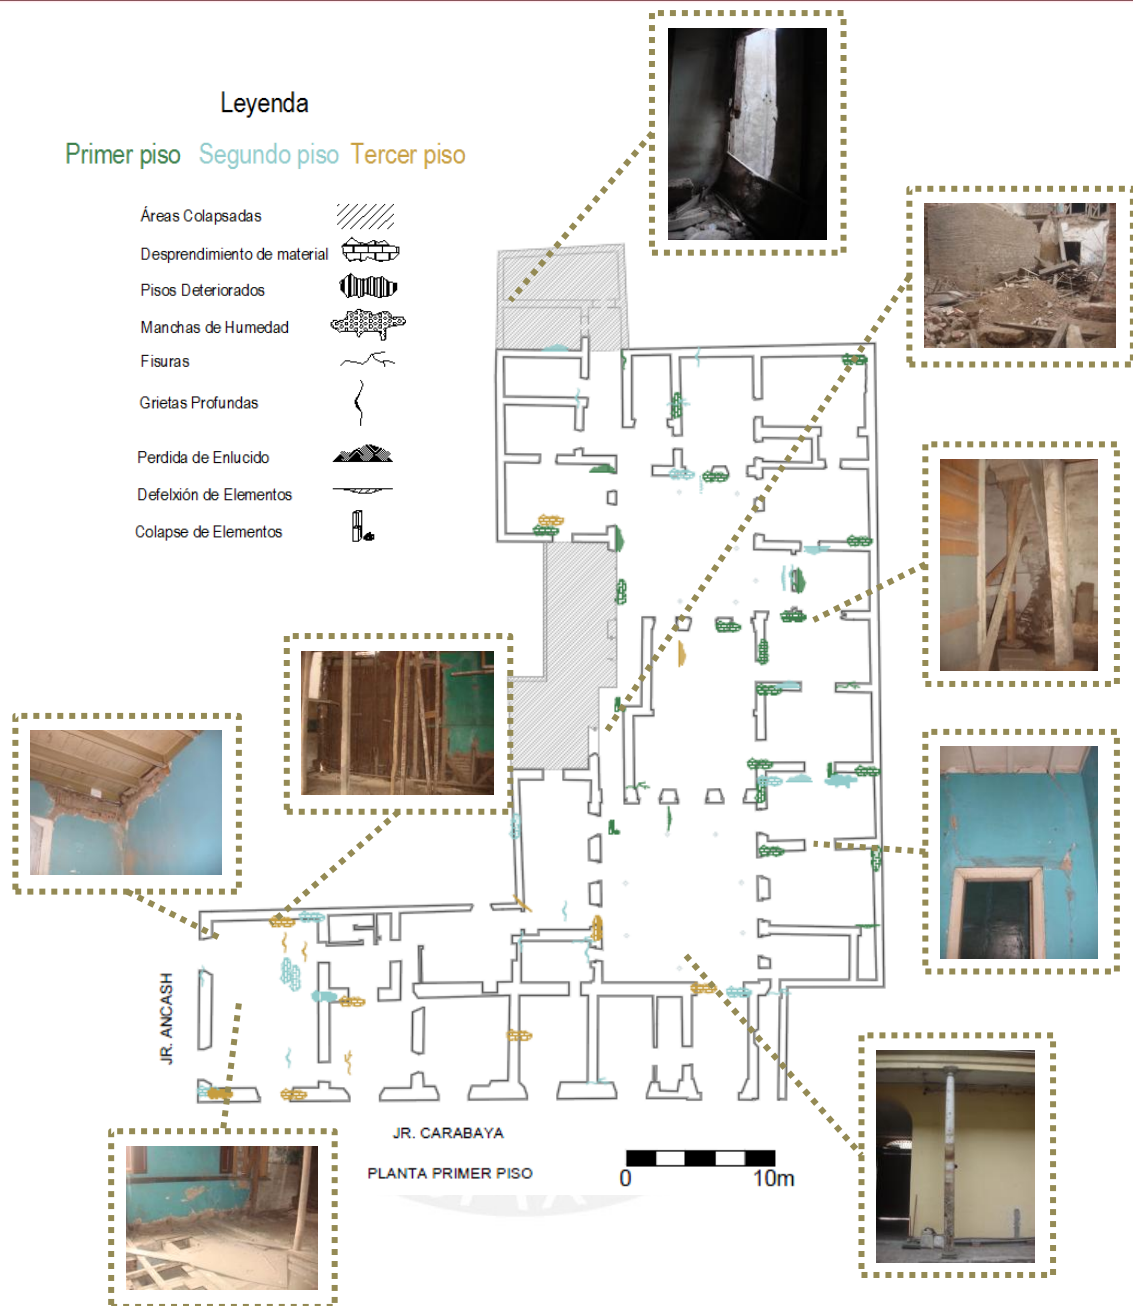 Leyenda
Primer piso Segundo piso Tercer piso
Áreas Colapsadas
Desprendimiento de material
Pisos Deteriorados
Manchas de Humedad
Fisuras
Grietas Profundas
Perdida de Enlucido
Defelxión de Elementos
Colapse de Elementos
JR. ANCASH
JR. CARABAYA
PLANTA PRIMER PISO
0 10m